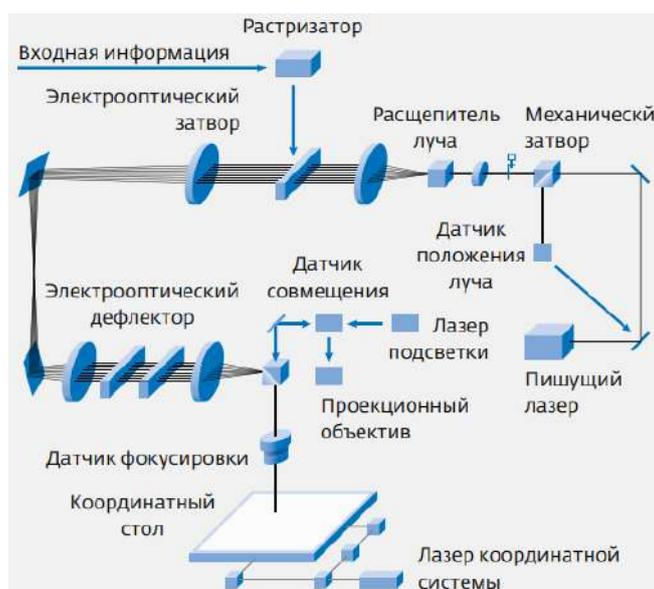 Растризатор
Входная информация
Электрооптический
затвор
Расщепитель
луча
Механически
затвор
Датчик
положения
луча
Датчик
совмещения
Электрооптический
дефлектор
Лазер
подсветки
Пишущий
лазер
Проекционный
объектив
Датчик фокусировки
Координатный
стол
Лазер координатной
системы